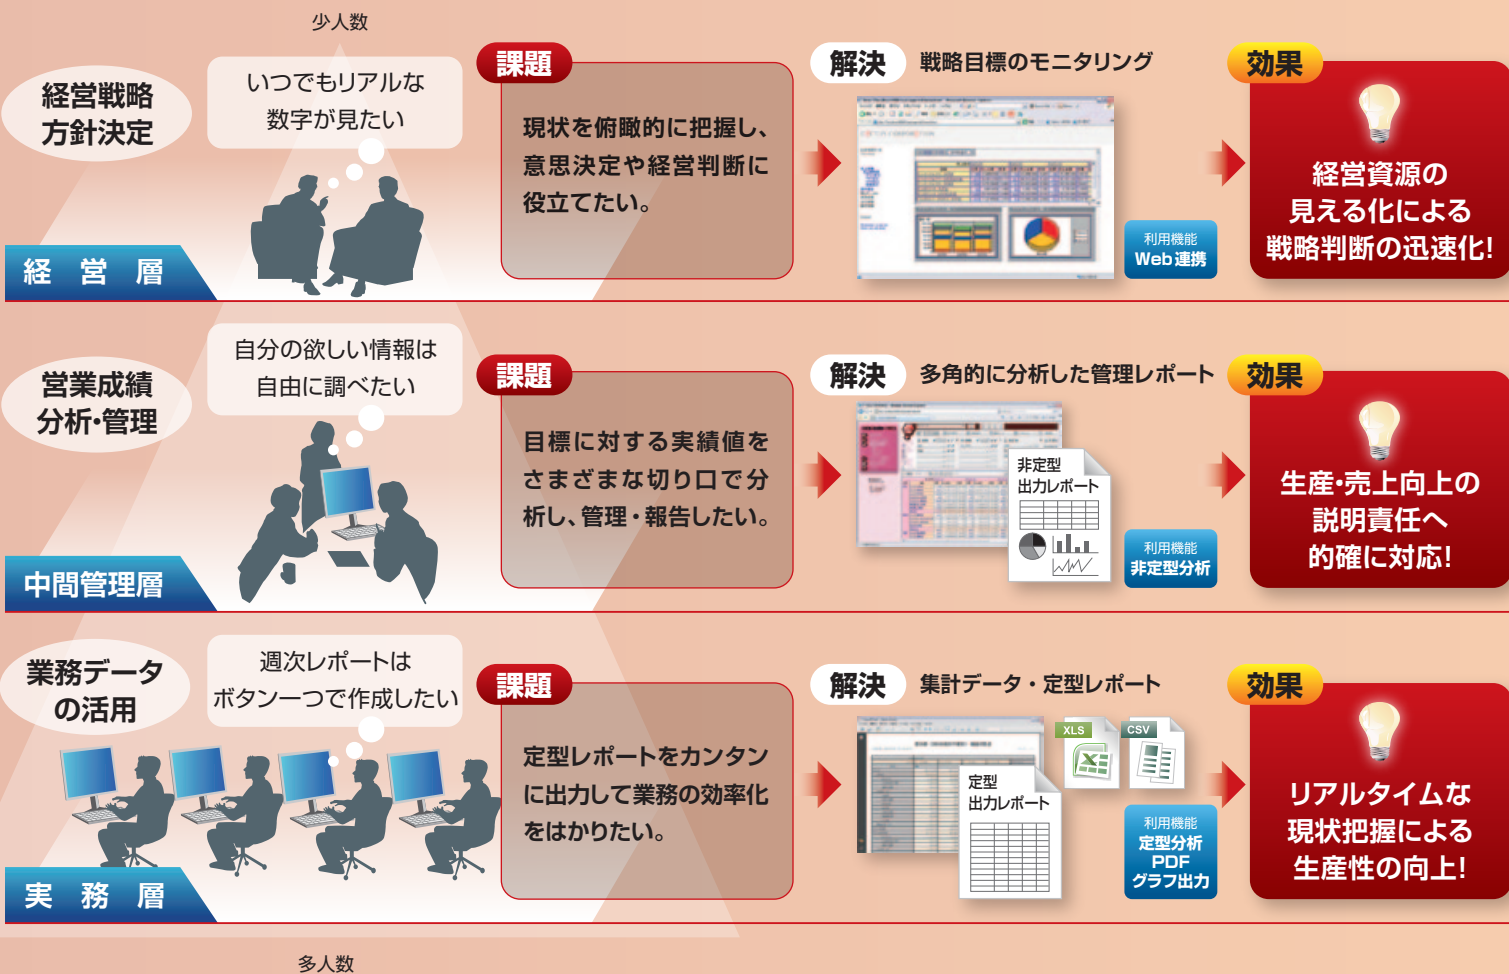 少人数
経営戦略
方針決定
いつでもリアルな
数字が見たい
経営層
課題
現状を俯瞰的に把握し、
意思決定や経営判断に
役立てたい。
解決
戦略目標のモニタリング
利用機能
Web連携
効果
経営資源の
見える化による
戦略判断の迅速化!
営業成績
分析・管理
自分の欲しい情報は
自由に調べたい
中間管理層
課題
目標に対する実績値を
さまざまな切り口で分
析し、管理・報告したい。
解決
多角的に分析した管理レポート
非定型
出力レポート
利用機能
非定型分析
効果
生産・売上向上の
説明責任へ
的確に対応!
業務データ
の活用
週次レポートは
ボタン一つで作成したい
実務層
課題
定型レポートをカンタン
に出力して業務の効率化
をはかりたい。
解決
集計データ・定型レポート
XLS
CSV
定型
出力レポート
利用機能
定型分析
PDF
グラフ出力
効果
リアルタイムな
現状把握による
生産性の向上!
多人数